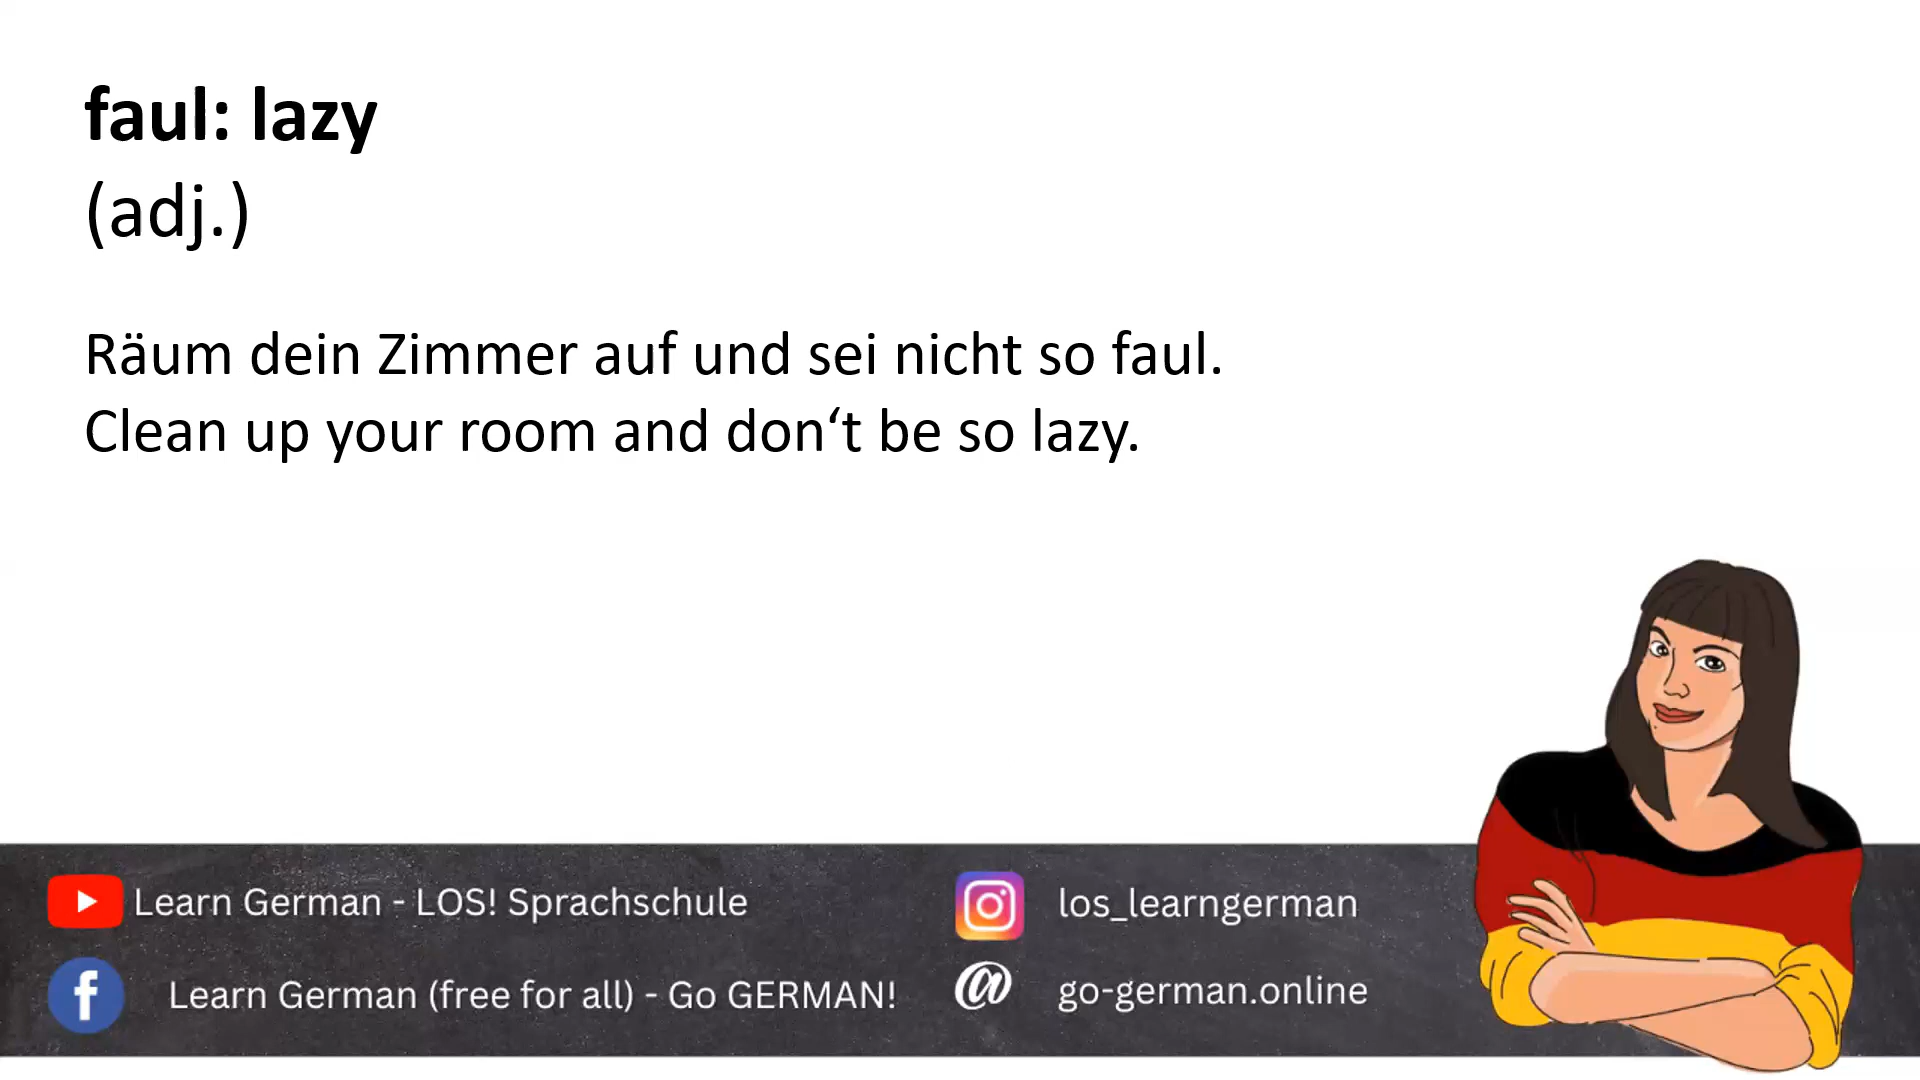 faul: lazy
(adj.)
Räum dein Zimmer auf und sei nicht so faul.
Clean up your room and don‘t be so lazy.
Learn German - LOS! Sprachschule
los_learngerman
f Learn German (free for all) - Go GERMAN!
@ go-german.online